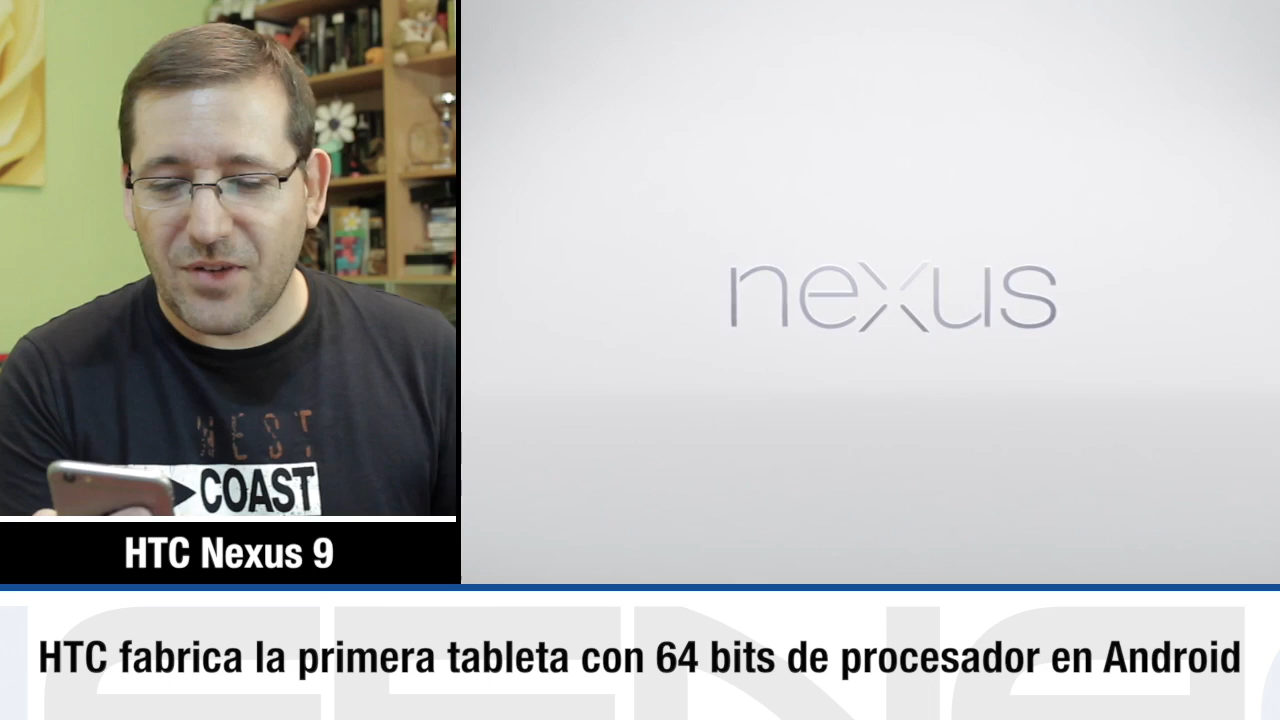 WEST
COAST
nexus
HTC Nexus 9
HTC fabrica la primera tableta con 64 bits de procesador en Android